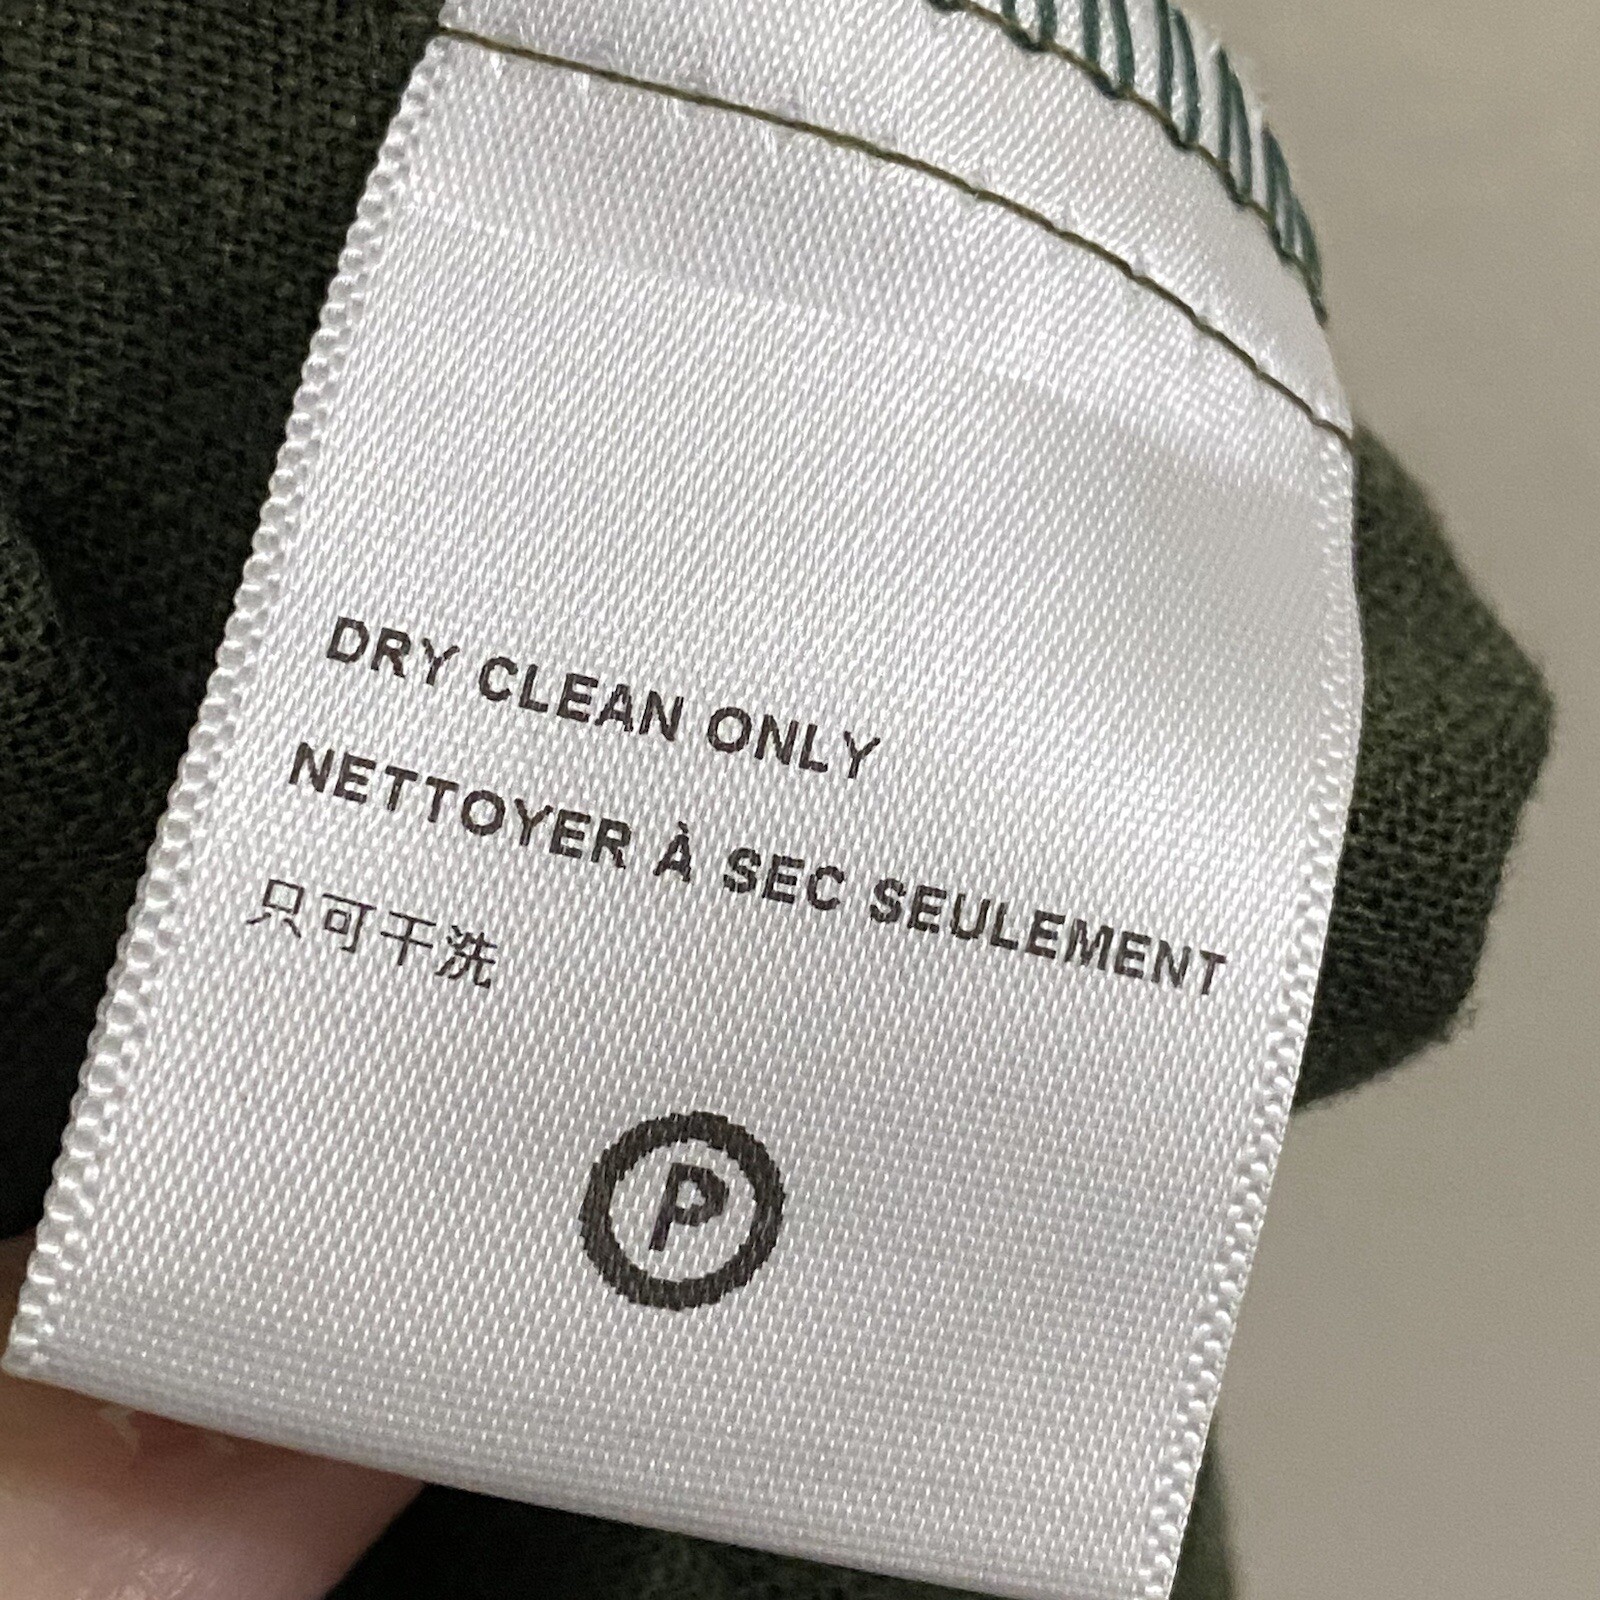 DRY CLEAN ONLY
NETTOYER À SEC SEULEMENT
只可干洗
P